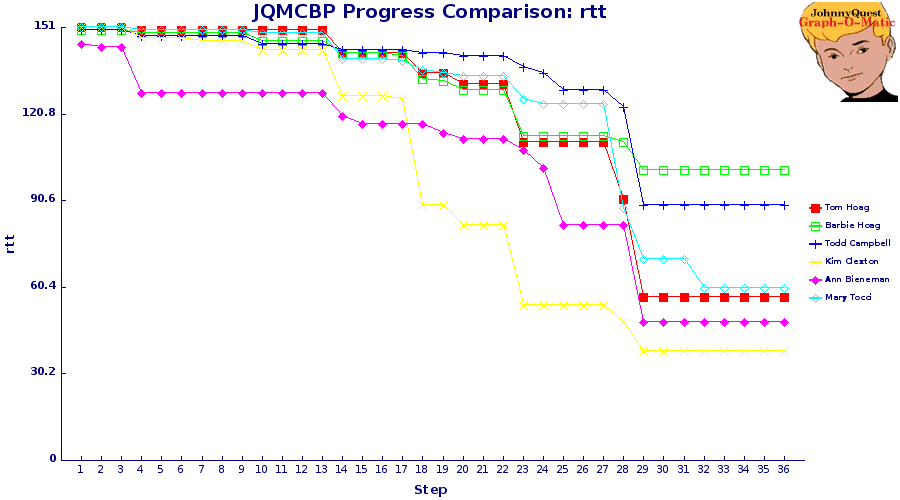 JQMCBP Progress Comparison: rtt
JohnnyQuest
Graph-O-Matic
151
120.8
90.6
60.4
30.2
0
rtt
1 2 3 4 5 6 7 8 9 10 11 12 13 14 15 16 17 18 19 20 21 22 23 24 25 26 27 28 29 30 31 32 33 34 35 36
Step
Tom Hoag
Barbie Hoag
Todd Campbell
Kim Clexton
Ann Bieneman
Mary Tocci